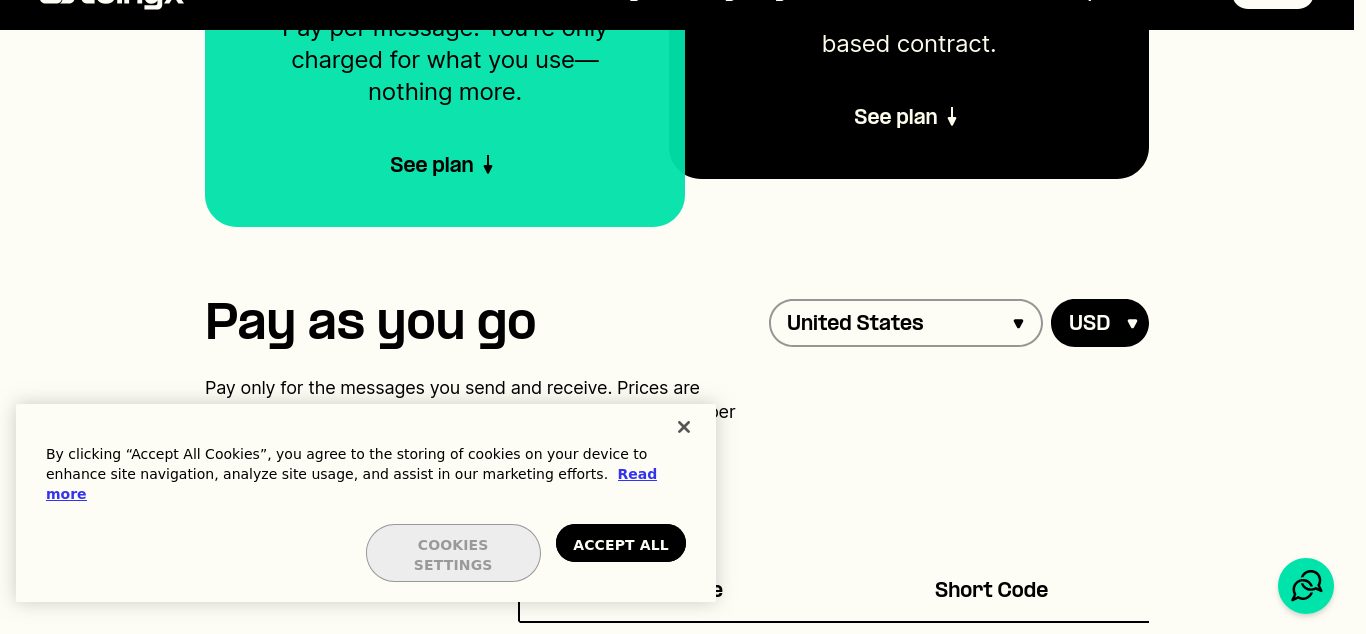 Pay per message. You're only
charged for what you use—
nothing more.
See plan
based contract.
See plan
Pay as you go
United States
USD
Pay only for the messages you send and receive. Prices are
per
By clicking “Accept All Cookies”, you agree to the storing of cookies on your device to
enhance site navigation, analyze site usage, and assist in our marketing efforts. Read
more
COOKIES
SETTINGS
ACCEPT ALL
Short Code